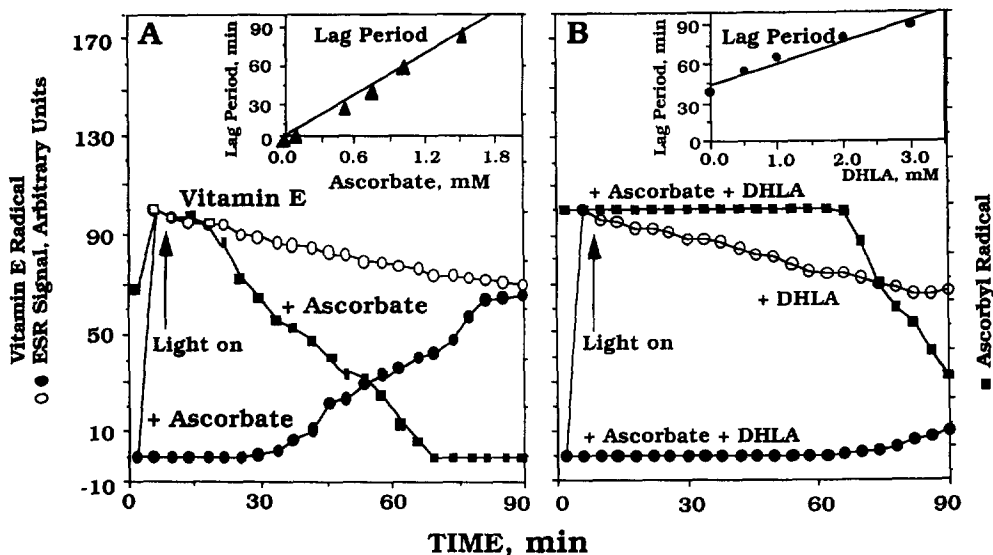 A
170
130
90
50
10
-10
Vitamin E Radical
ESR Signal, Arbitrary Units
Lag Period
Lag Period, min
90
60
30
0
0.0
0.6
1.2
1.8
Ascorbate, mM
Vitamin E
+ Ascorbate
Light on
+ Ascorbate
0
30
60
90
B
Lag Period
Lag Period, min
90
60
30
0
0.0
1.0
2.0
3.0
DHLA, mM
+ Ascorbate + DHLA
+ DHLA
Light on
+ Ascorbate + DHLA
0
30
60
90
Ascorbyl Radical
TIME, min